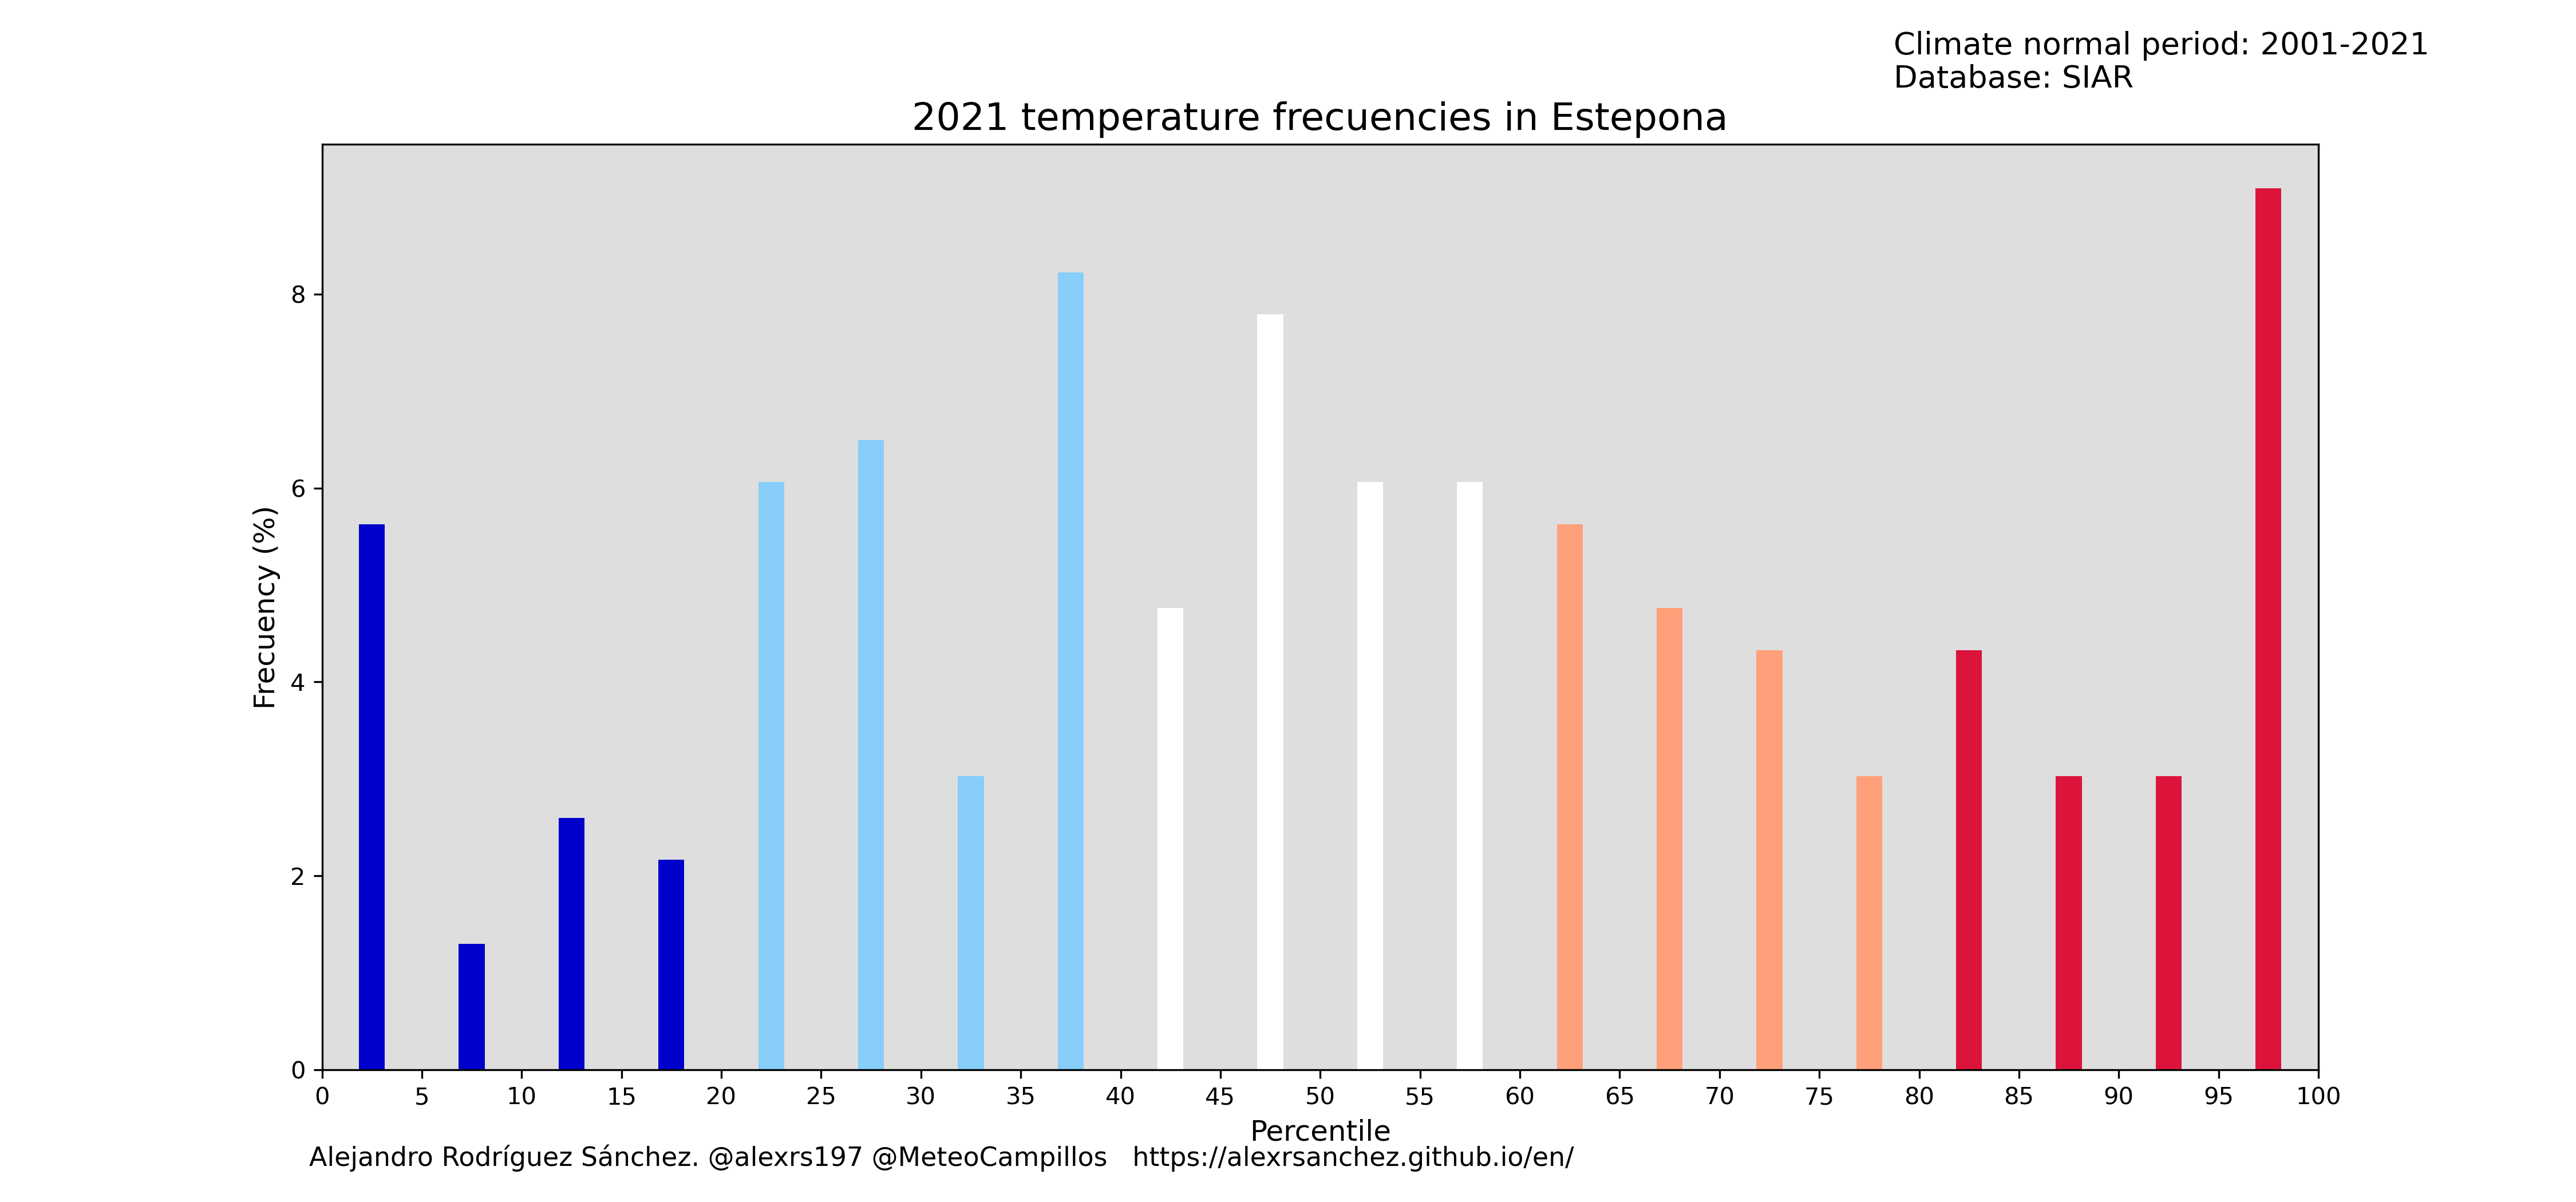 Climate normal period: 2001-2021
Database: SIAR
2021 temperature frecuencies in Estepona
Frecuency (%)
8
6
4
2
0
0 5 10 15 20 25 30 35 40 45 50 55 60 65 70 75 80 85 90 95 100
Percentile
Alejandro Rodríguez Sánchez. @alexrs197 @MeteoCampillos https://alexrsanchez.github.io/en/